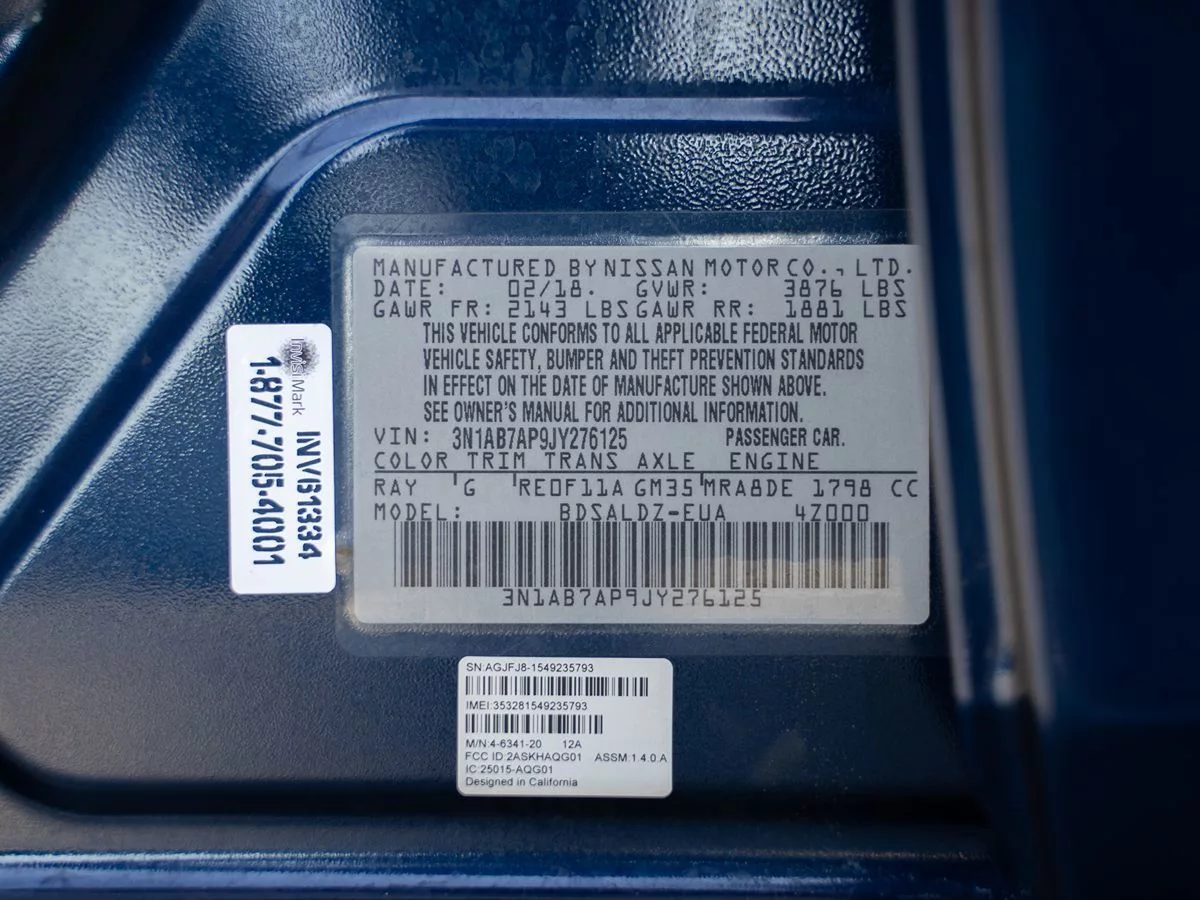 MANUFACTURED BY NISSAN MOTOR CO., LTD.
DATE: 02/18. GVWR: 3876 LBS
GAWR FR: 2143 LBS GAWR RR: 1881 LBS
THIS VEHICLE CONFORMS TO ALL APPLICABLE FEDERAL MOTOR
VEHICLE SAFETY, BUMPER AND THEFT PREVENTION STANDARDS
IN EFFECT ON THE DATE OF MANUFACTURE SHOWN ABOVE.
SEE OWNER'S MANUAL FOR ADDITIONAL INFORMATION.
VIN: 3N1AB7AP9JY276125 PASSENGER CAR.
COLOR TRIM TRANS AXLE ENGINE
RAY 'G 'RE0F11A GM35'MRA8DE 1798 CC
MODEL: BDSALDZ-EUA 4Z000
3N1AB7AP9JY276125
InvisiMark INV61334
1-877-705-4001
SN:AGJFJ8-1549235793
IMEI:353281549235793
M/N:4-6341-20 12A
FCC ID:2ASKHAQG01 ASSM:1.4.0.A
IC:25015-AQG01
Designed in California